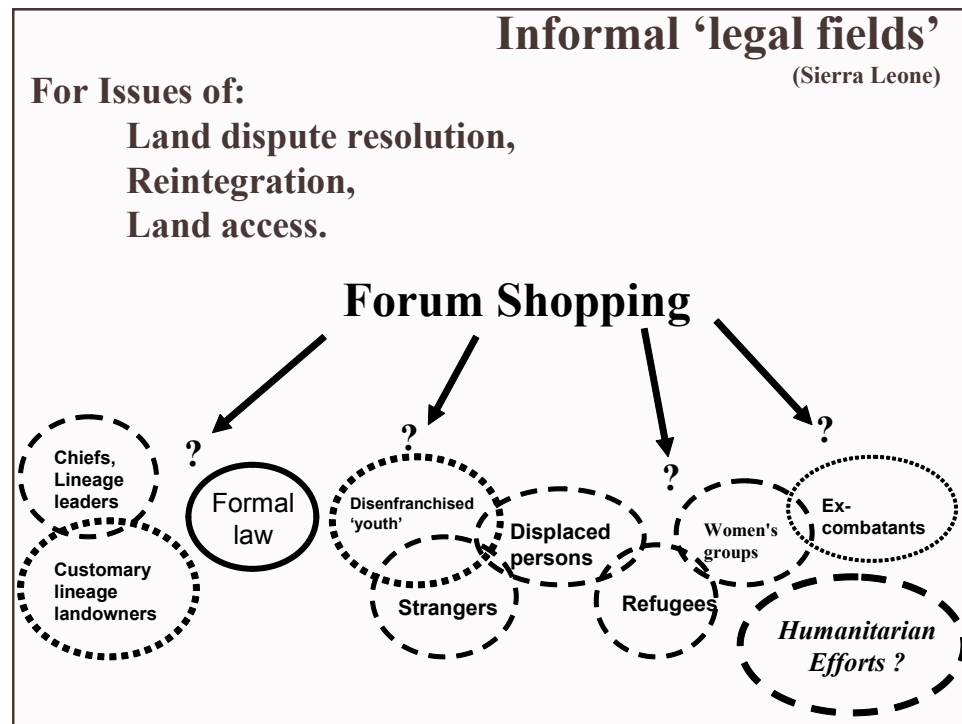 Informal ‘legal fields’
(Sierra Leone)
For Issues of:
Land dispute resolution,
Reintegration,
Land access.
Forum Shopping
?
?
?
?
Chiefs,
Lineage
leaders
Customary
lineage
landowners
Formal
law
Disenfranchised
‘youth’
Strangers
Displaced
persons
Refugees
Women's
groups
Ex-
combatants
Humanitarian
Efforts ?